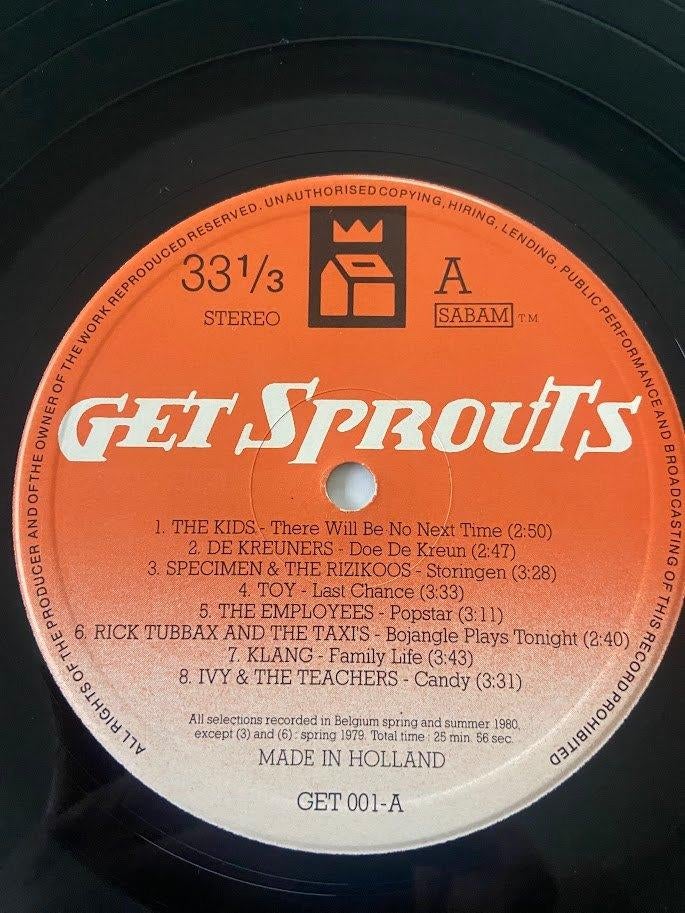 ALL RIGHTS OF THE PRODUCER AND OF THE OWNER OF THE WORK REPRODUCED RESERVED. UNAUTHORISED COPYING, HIRING, LENDING, PUBLIC PERFORMANCE AND BROADCASTING OF THIS RECORD PROHIBITED
33 1/3 A
STEREO SABAM T.M
GET SPROUTS
1. THE KIDS - There Will Be No Next Time (2:50)
2. DE KREUNERS - Doe De Kreun (2:47)
3. SPECIMEN & THE RIZIKOOS - Storingen (3:28)
4. TOY - Last Chance (3:33)
5. THE EMPLOYEES - Popstar (3:11)
6. RICK TUBBAX AND THE TAXI'S - Bojangle Plays Tonight (2:40)
7. KLANG - Family Life (3:43)
8. IVY & THE TEACHERS - Candy (3:31)
All selections recorded in Belgium spring and summer 1980,
except (3) and (6) : spring 1979. Total time : 25 min. 56 sec.
MADE IN HOLLAND
GET 001-A